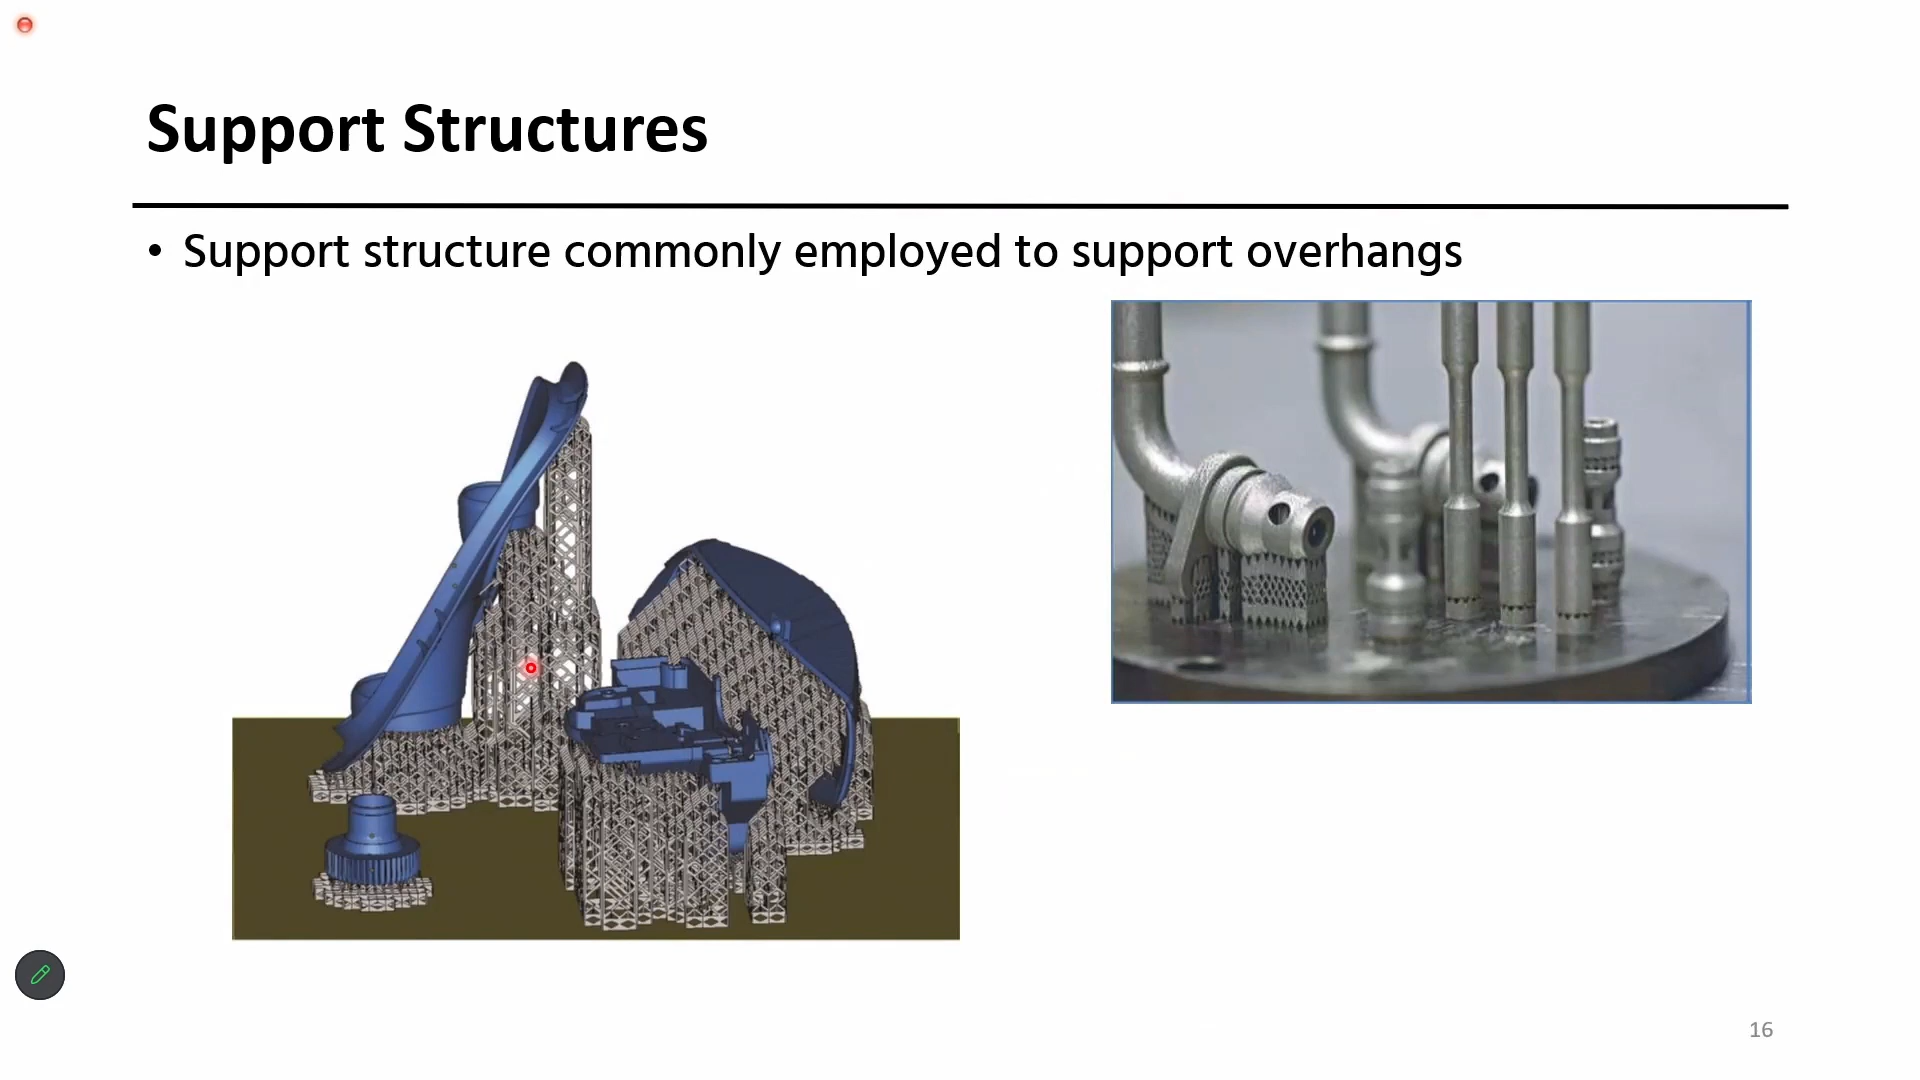 Support Structures
• Support structure commonly employed to support overhangs
16